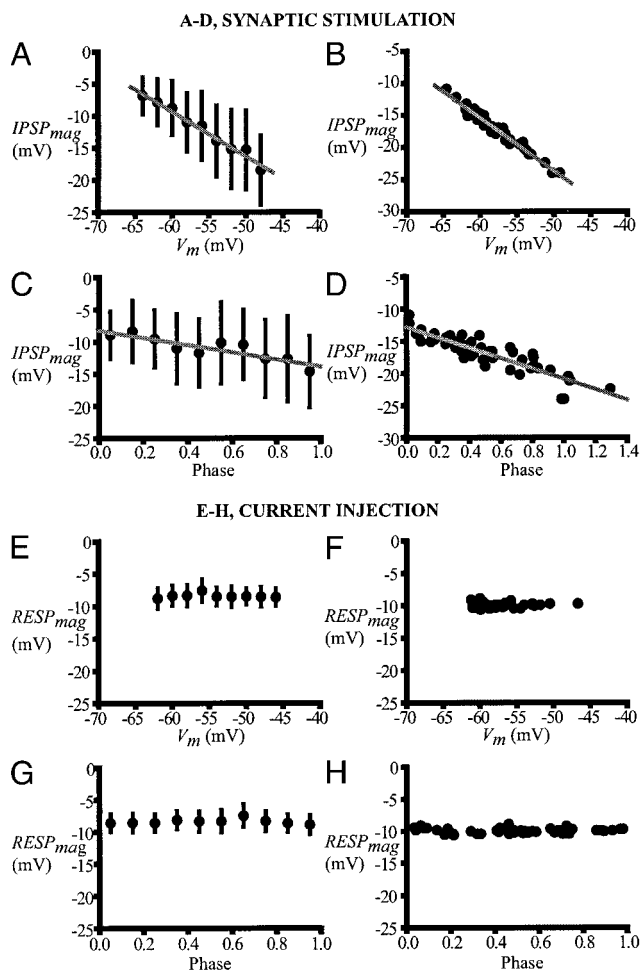 A-D, SYNAPTIC STIMULATION
A
B
0
-5
-10
-15
-20
-25
IPSPmag
(mV)
-70 -65 -60 -55 -50 -45 -40
Vm (mV)
-5
-10
-15
-20
-25
-30
IPSPmag
(mV)
-70 -65 -60 -55 -50 -45 -40
Vm (mV)
C
D
0
-5
-10
-15
-20
-25
IPSPmag
(mV)
0.0 0.2 0.4 0.6 0.8 1.0
Phase
-5
-10
-15
-20
-25
-30
IPSPmag
(mV)
0.0 0.2 0.4 0.6 0.8 1.0 1.2 1.4
Phase
E-H, CURRENT INJECTION
E
F
0
-5
-10
-15
-20
-25
RESPmag
(mV)
-70 -65 -60 -55 -50 -45 -40
Vm (mV)
0
-5
-10
-15
-20
-25
RESPmag
(mV)
-70 -65 -60 -55 -50 -45 -40
Vm (mV)
G
H
0
-5
-10
-15
-20
-25
RESPmag
(mV)
0.0 0.2 0.4 0.6 0.8 1.0
Phase
0
-5
-10
-15
-20
-25
RESPmag
(mV)
0.0 0.2 0.4 0.6 0.8 1.0
Phase